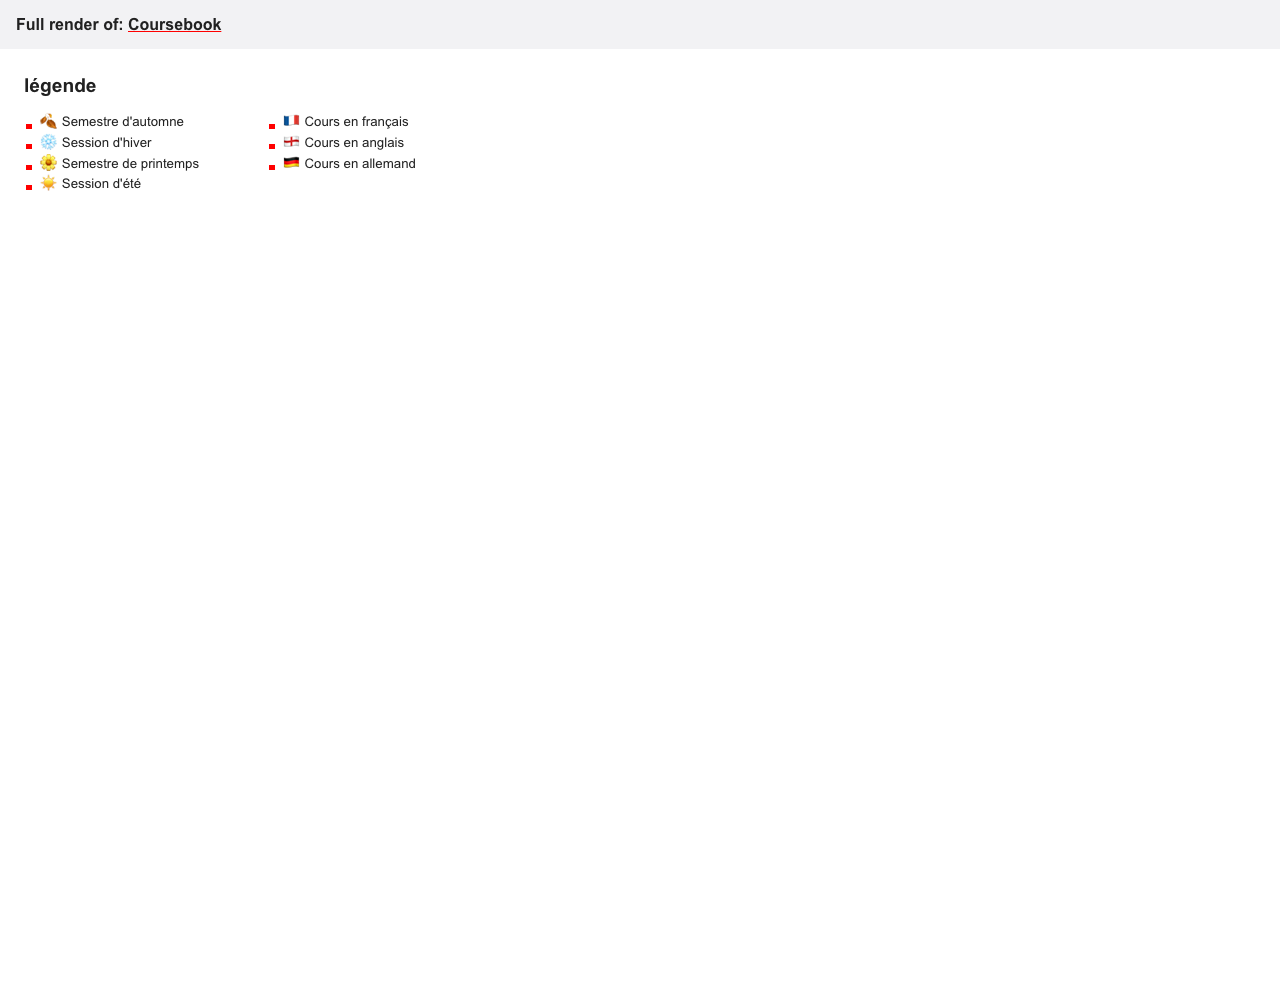 Full render of: Coursebook
légende
Semestre d'automne
Session d'hiver
Semestre de printemps
Session d'été
Cours en français
Cours en anglais
Cours en allemand